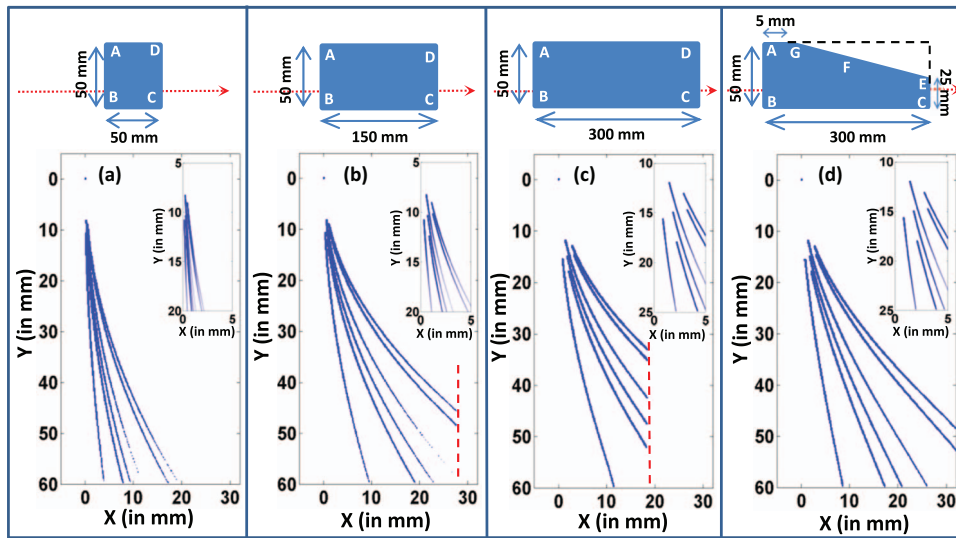 A D
50 mm
B C
50 mm
(a)
Y (in mm)
0
10
20
30
40
50
60
0 10 20 30
X (in mm)
5
10
15
20
Y (in mm)
0 5
X (in mm)
A D
50 mm
B C
150 mm
(b)
Y (in mm)
0
10
20
30
40
50
60
0 10 20 30
X (in mm)
5
10
15
20
Y (in mm)
0 5
X (in mm)
A D
50 mm
B C
300 mm
(c)
Y (in mm)
0
10
20
30
40
50
60
0 10 20 30
X (in mm)
10
15
20
25
Y (in mm)
0 5
X (in mm)
5 mm
A G
F
E
50 mm
B C
25 mm
300 mm
(d)
Y (in mm)
0
10
20
30
40
50
60
0 10 20 30
X (in mm)
10
15
20
25
Y (in mm)
0 5
X (in mm)